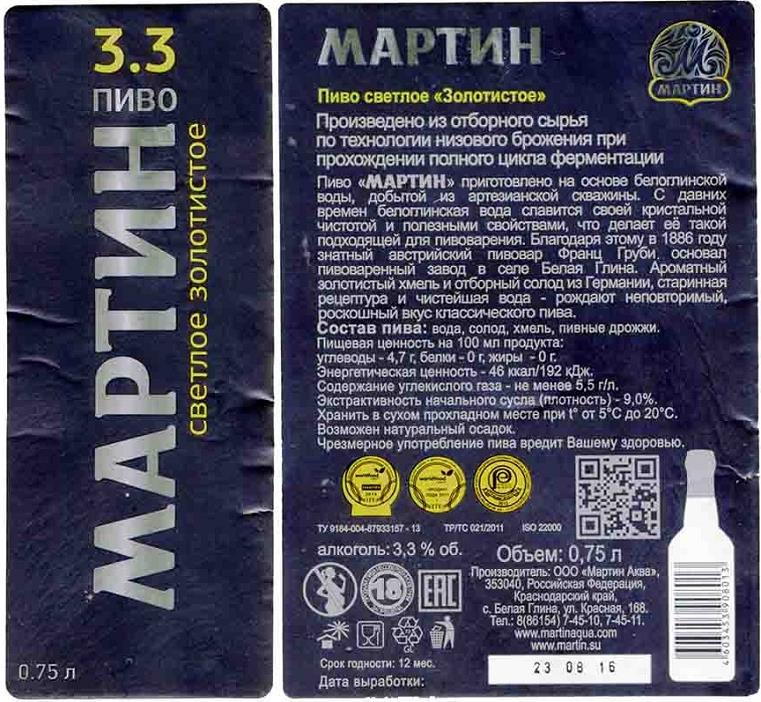 3.3
ПИВО
МАРТИН
светлое золотистое
0.75 л
МАРТИН
МАРТИН
Пиво светлое «Золотистое»
Произведено из отборного сырья
по технологии низового брожения при
прохождении полного цикла ферментации
Пиво «МАРТИН» приготовлено на основе белоглинской
воды, добытой из артезианской скважины. С давних
времен белоглинская вода славится своей кристальной
чистотой и полезными свойствами, что делает её такой
подходящей для пивоварения. Благодаря этому в 1886 году
знатный австрийский пивовар Франц Груби основал
пивоваренный завод в селе Белая Глина. Ароматный
золотистый хмель и отборный солод из Германии, старинная
рецептура и чистейшая вода - рождают неповторимый,
роскошный вкус классического пива.
Состав пива: вода, солод, хмель, пивные дрожжи.
Пищевая ценность на 100 мл продукта:
углеводы - 4,7 г, белки - 0 г, жиры - 0 г.
Энергетическая ценность - 46 ккал/192 кДж.
Содержание углекислого газа - не менее 5,5 г/л.
Экстрактивность начального сусла (плотность) - 9,0%.
Хранить в сухом прохладном месте при t° от 5°С до 20°С.
Возможен натуральный осадок.
Чрезмерное употребление пива вредит Вашему здоровью.
ТУ 9184-004-87933157 - 13 ТР/ТС 021/2011 ISO 22000
алкоголь: 3,3 % об.
Объем: 0,75 л
Производитель: ООО «Мартин Аква»,
353040, Российская Федерация,
Краснодарский край,
с. Белая Глина, ул. Красная, 168.
Тел.: 8(86154) 7-45-10, 7-45-11.
www.martinaqua.com
www.martin.su
18
EAC
GL
Срок годности: 12 мес.
Дата выработки:
23 08 16
4603453908013